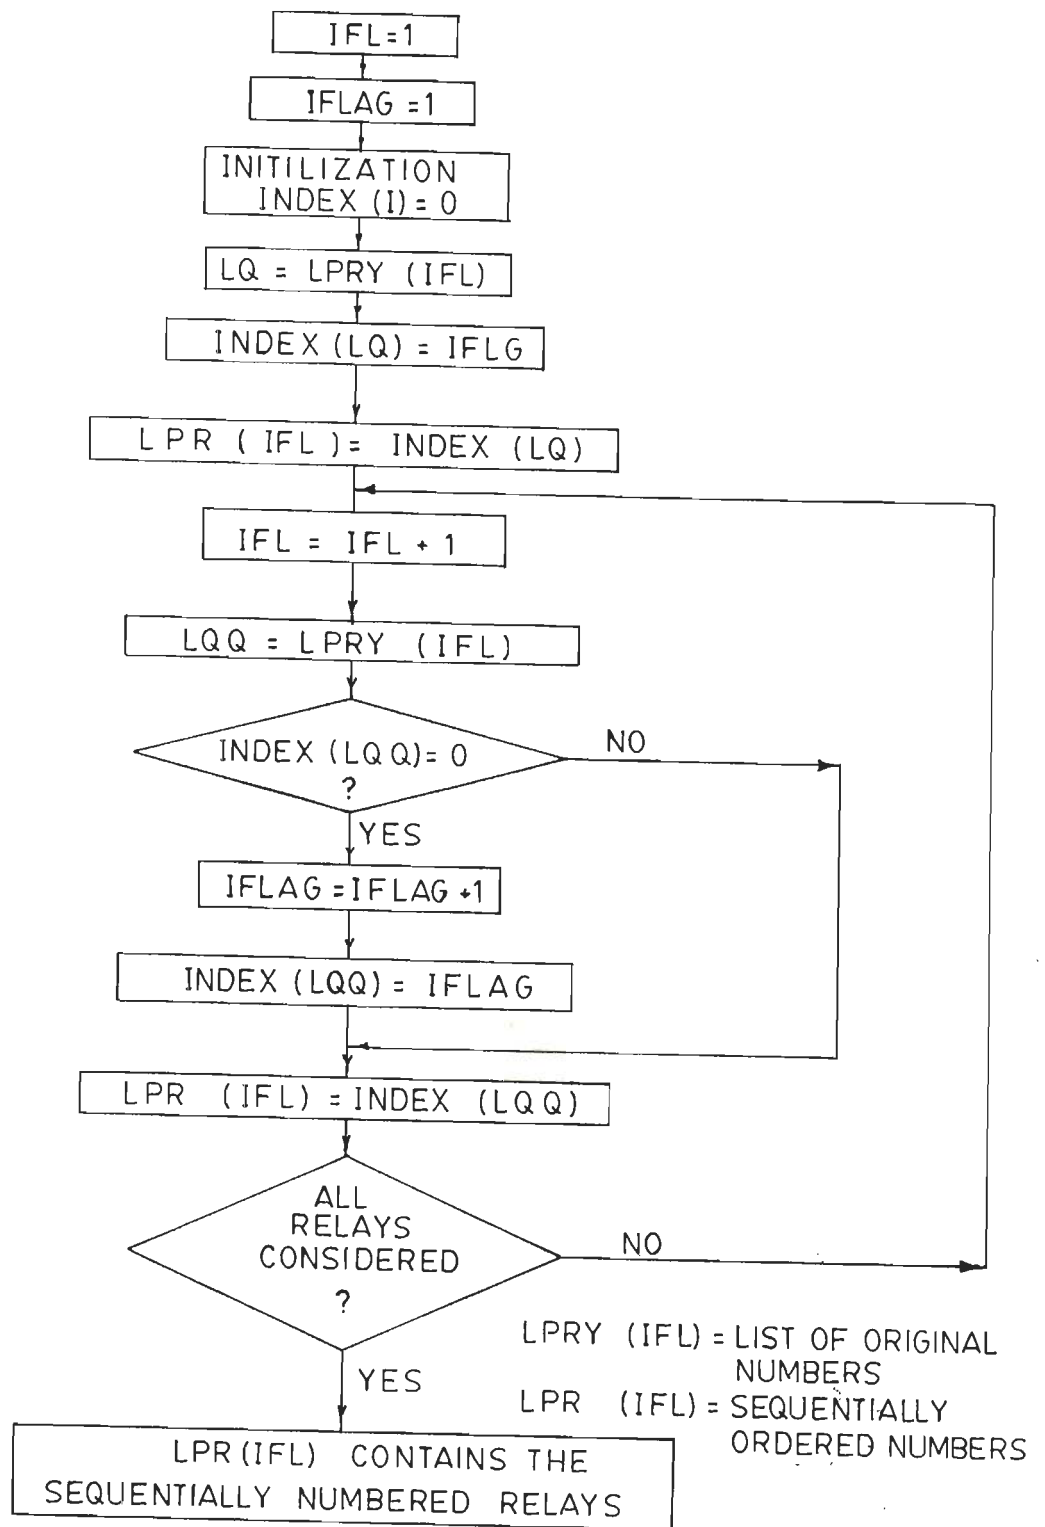 IFL=1
IFLAG =1
INITILIZATION
INDEX (I) = 0
LQ = LPRY (IFL)
INDEX (LQ) = IFLG
LPR ( IFL ) = INDEX (LQ)
IFL = IFL + 1
LQQ = LPRY (IFL)
INDEX (LQQ) = 0
?
NO
YES
IFLAG = IFLAG +1
INDEX (LQQ) = IFLAG
LPR (IFL) = INDEX (LQQ)
ALL
RELAYS
CONSIDERED
?
NO
YES
LPRY (IFL) = LIST OF ORIGINAL
NUMBERS
LPR (IFL) = SEQUENTIALLY
ORDERED NUMBERS
LPR (IFL) CONTAINS THE
SEQUENTIALLY NUMBERED RELAYS